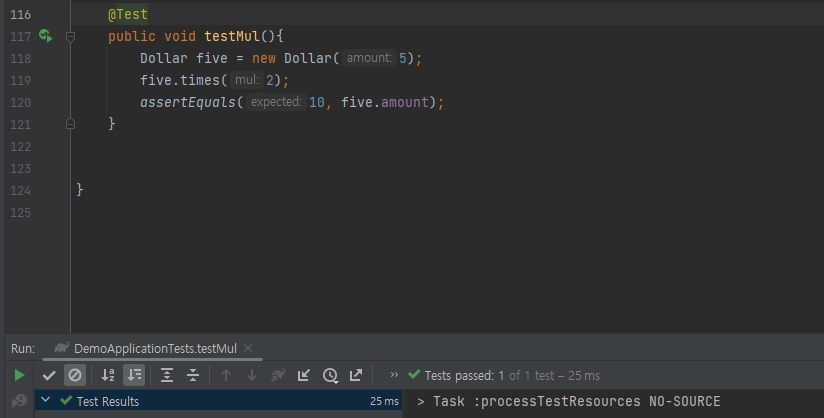 116 @Test
117 public void testMul(){
118 Dollar five = new Dollar( amount: 5);
119 five.times( mul: 2);
120 assertEquals( expected: 10, five.amount);
121 }
122
123
124 }
125
Run: DemoApplicationTests.testMul ×
Tests passed: 1 of 1 test – 25 ms
Test Results 25 ms
> Task :processTestResources NO-SOURCE